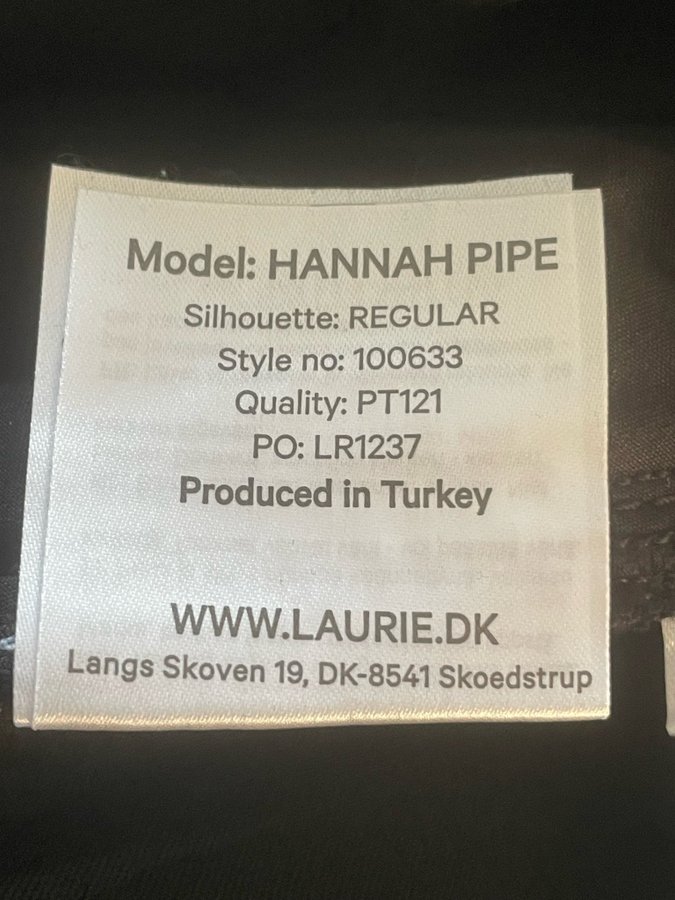 Model: HANNAH PIPE
Silhouette: REGULAR
Style no: 100633
Quality: PT121
PO: LR1237
Produced in Turkey
WWW.LAURIE.DK
Langs Skoven 19, DK-8541 Skoedstrup